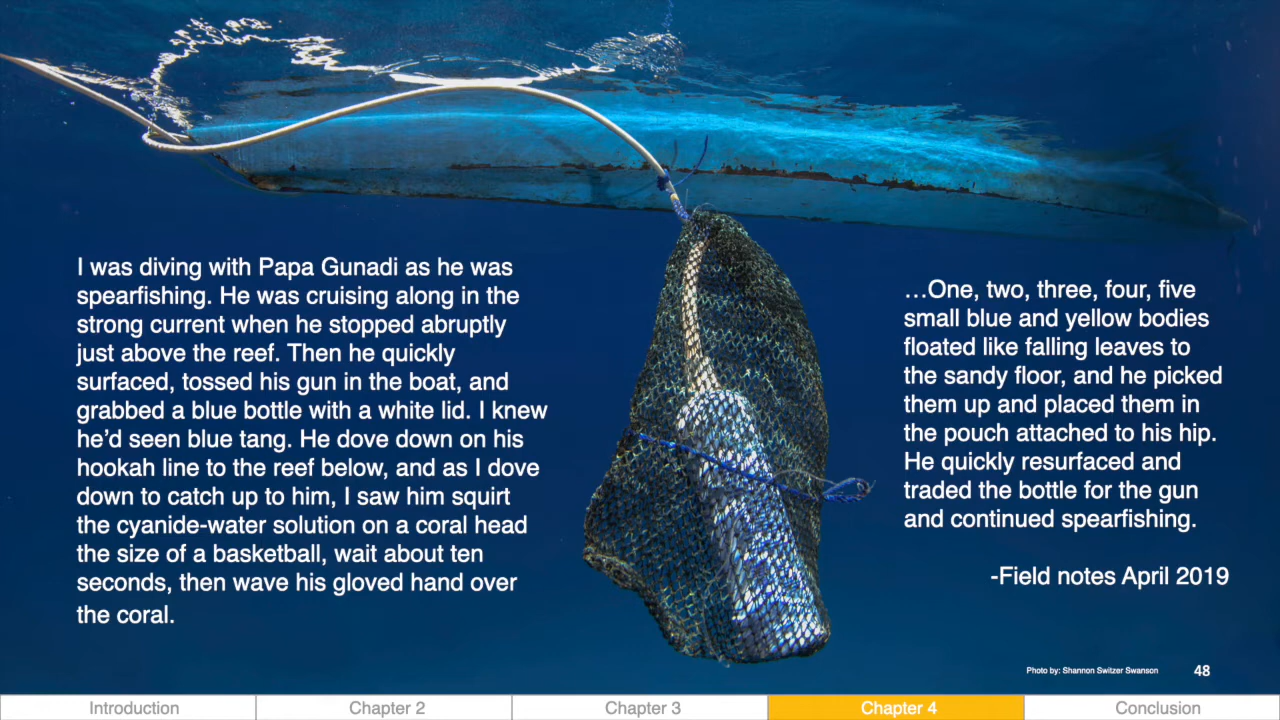 I was diving with Papa Gunadi as he was
spearfishing. He was cruising along in the
strong current when he stopped abruptly
just above the reef. Then he quickly
surfaced, tossed his gun in the boat, and
grabbed a blue bottle with a white lid. I knew
he’d seen blue tang. He dove down on his
hookah line to the reef below, and as I dove
down to catch up to him, I saw him squirt
the cyanide-water solution on a coral head
the size of a basketball, wait about ten
seconds, then wave his gloved hand over
the coral.
…One, two, three, four, five
small blue and yellow bodies
floated like falling leaves to
the sandy floor, and he picked
them up and placed them in
the pouch attached to his hip.
He quickly resurfaced and
traded the bottle for the gun
and continued spearfishing.
-Field notes April 2019
Photo by: Shannon Switzer Swanson
48
Introduction
Chapter 2
Chapter 3
Chapter 4
Conclusion